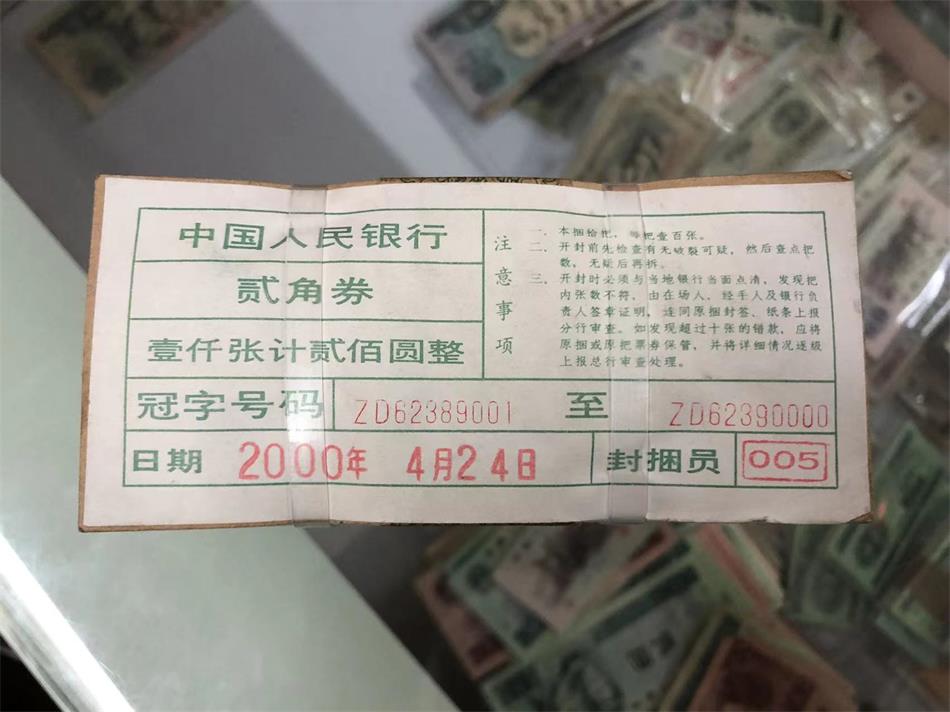 中国人民银行
贰角券
壹仟张计贰佰圆整
注意事项
一、本捆拾把，每把壹百张。
二、开封前先检查有无破裂可疑，然后查点把
数，无疑后再拆。
三、开封时必须与当地银行当面点清，发现把
内张数不符，由在场人，经手人及银行负
责人签章证明，连同原捆封签、纸条上报
分行审查。如发现超过十张的错款，应将
原捆或原把票券保管，并将详细情况逐级
上报总行审查处理。
冠字号码 ZD62389001 至 ZD62390000
日期 2000年 4月24日 封捆员 005